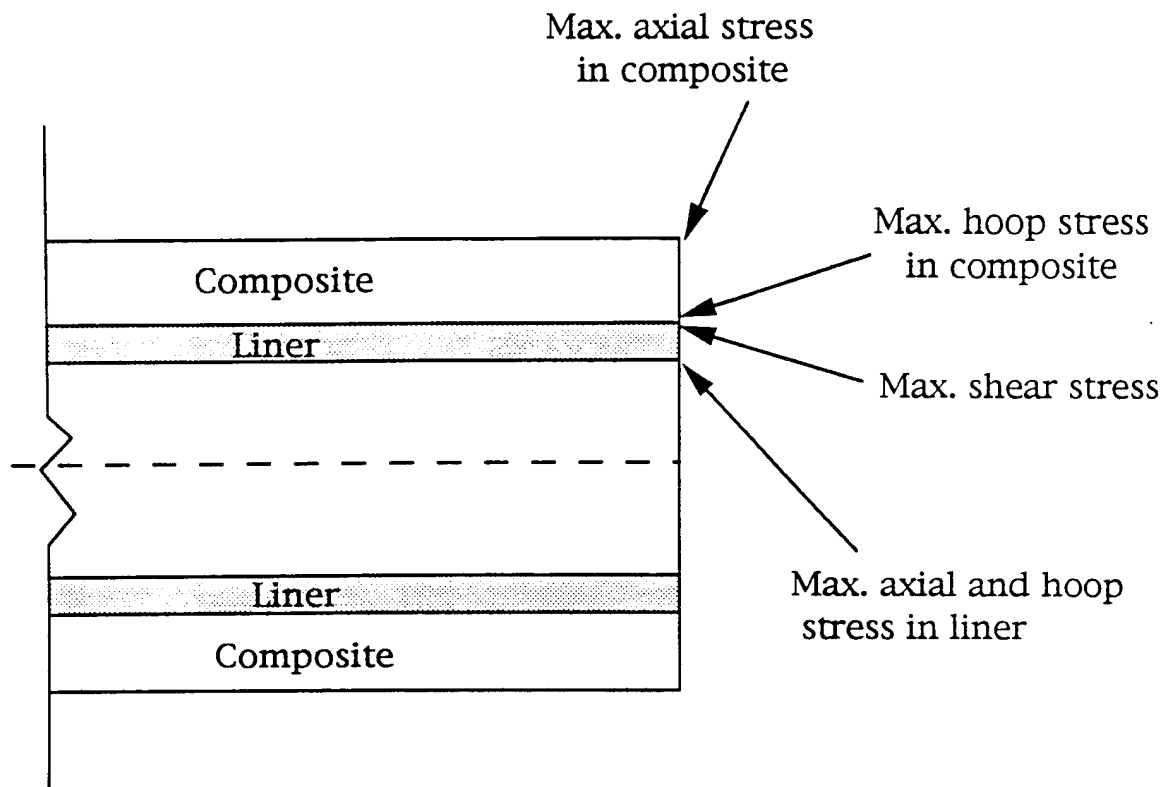 Max. axial stress
in composite
Max. hoop stress
in composite
Composite
Liner
Max. shear stress
Liner
Max. axial and hoop
stress in liner
Composite